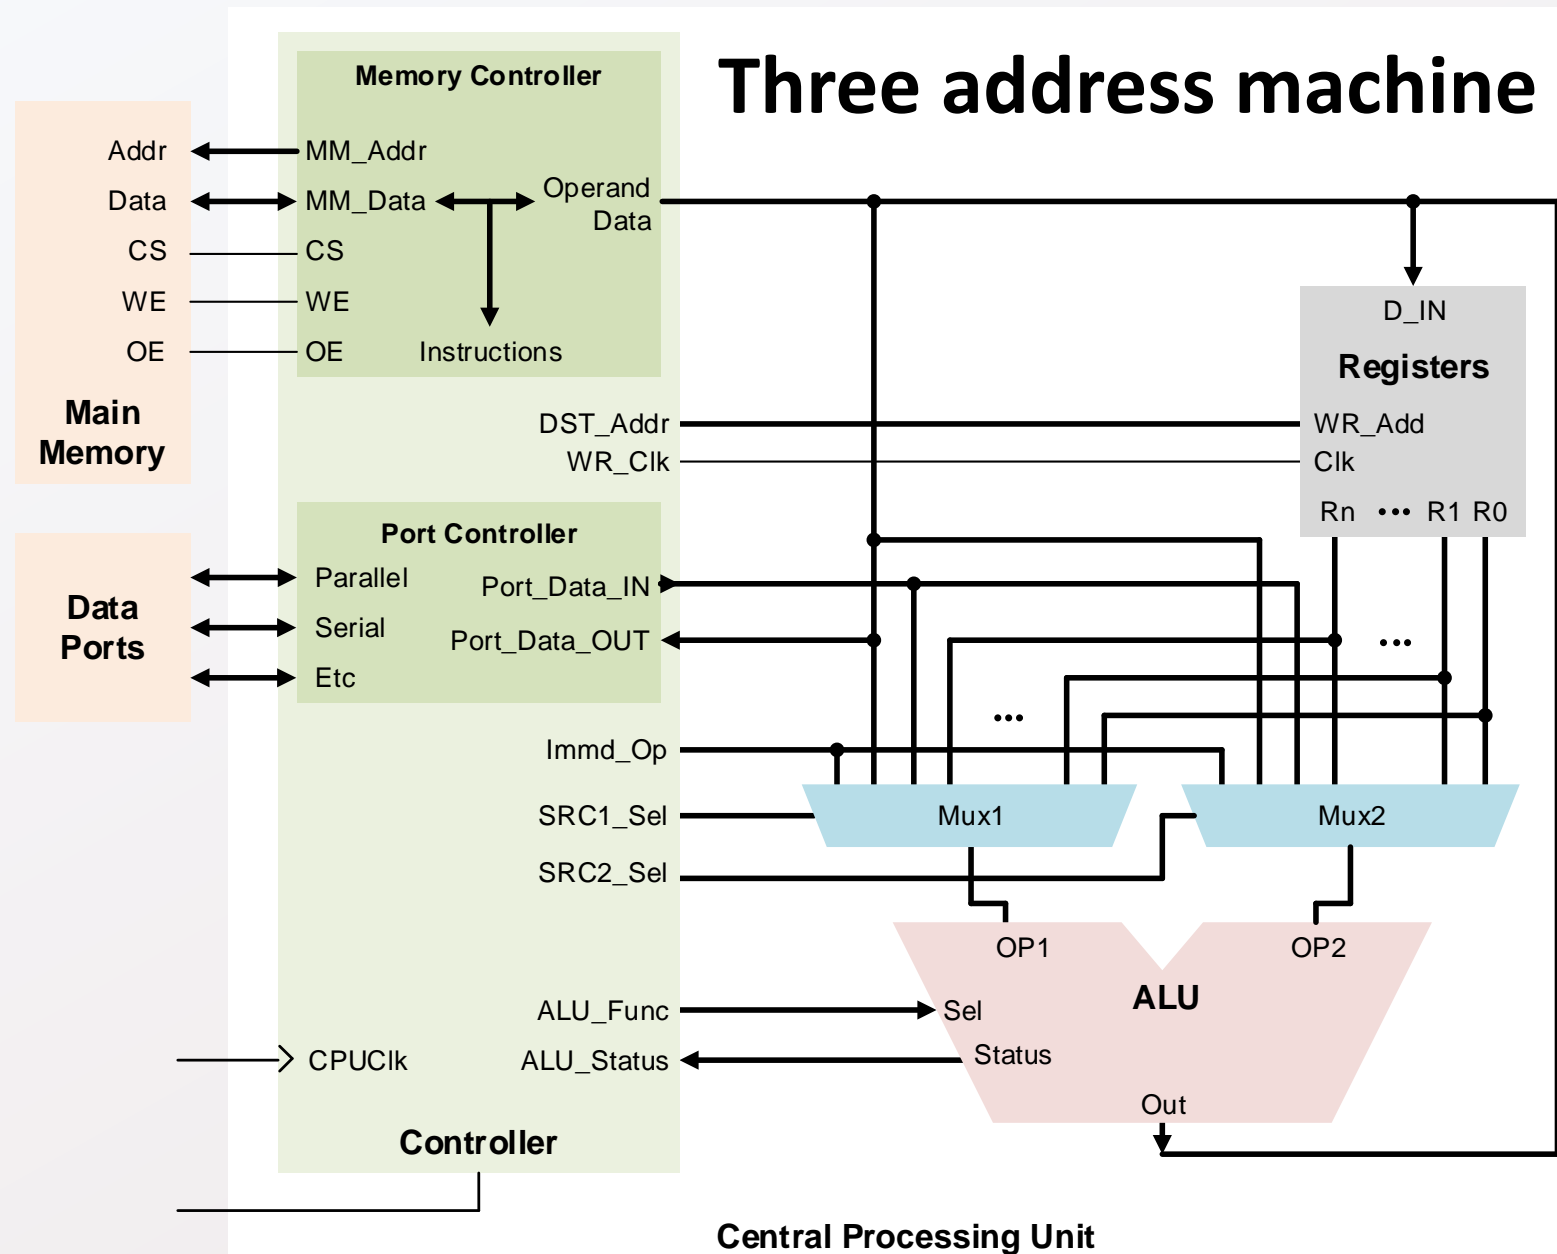 Three address machine
Memory Controller
Addr
MM_Addr
Data
MM_Data
Operand
Data
CS
CS
WE
WE
OE
OE
Instructions
Main
Memory
D_IN
Registers
DST_Addr
WR_Add
WR_Clk
Clk
Rn ••• R1 R0
Port Controller
Data
Ports
Parallel
Port_Data_IN
Serial
Port_Data_OUT
Etc
•••
•••
Immd_Op
SRC1_Sel
Mux1
Mux2
SRC2_Sel
OP1
OP2
ALU
ALU_Func
Sel
CPUClk
ALU_Status
Status
Out
Controller
Central Processing Unit